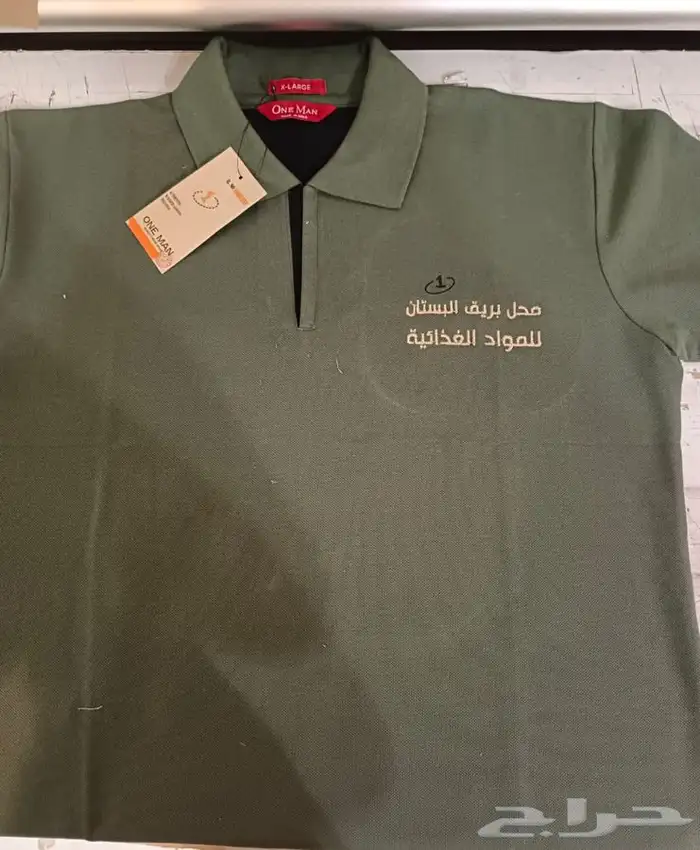 X-LARGE
ONE MAN
ONE MAN
1
محل بريق البستان
للمواد الغذائية
حراج